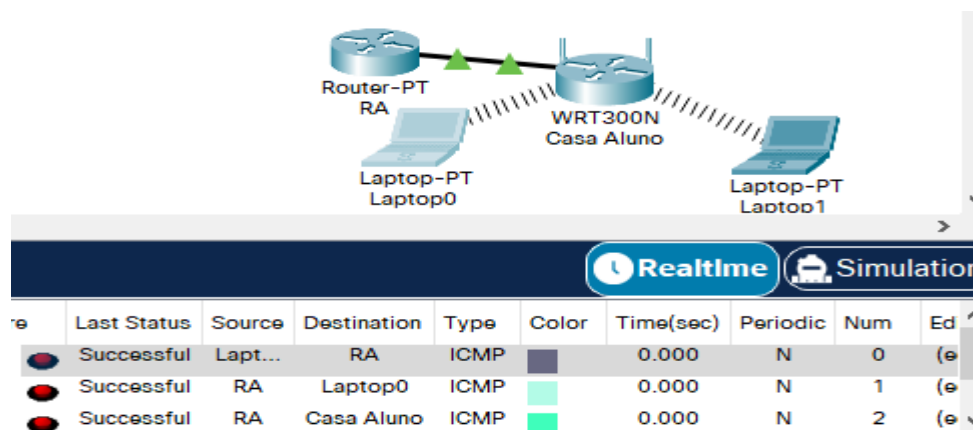 Router-PT
RA
WRT300N
Casa Aluno
Laptop-PT
Laptop0
Laptop-PT
Laptop1
Realtime Simulation
re Last Status Source Destination Type Color Time(sec) Periodic Num Ed
Successful Lapt... RA ICMP 0.000 N 0 (e
Successful RA Laptop0 ICMP 0.000 N 1 (e
Successful RA Casa Aluno ICMP 0.000 N 2 (e